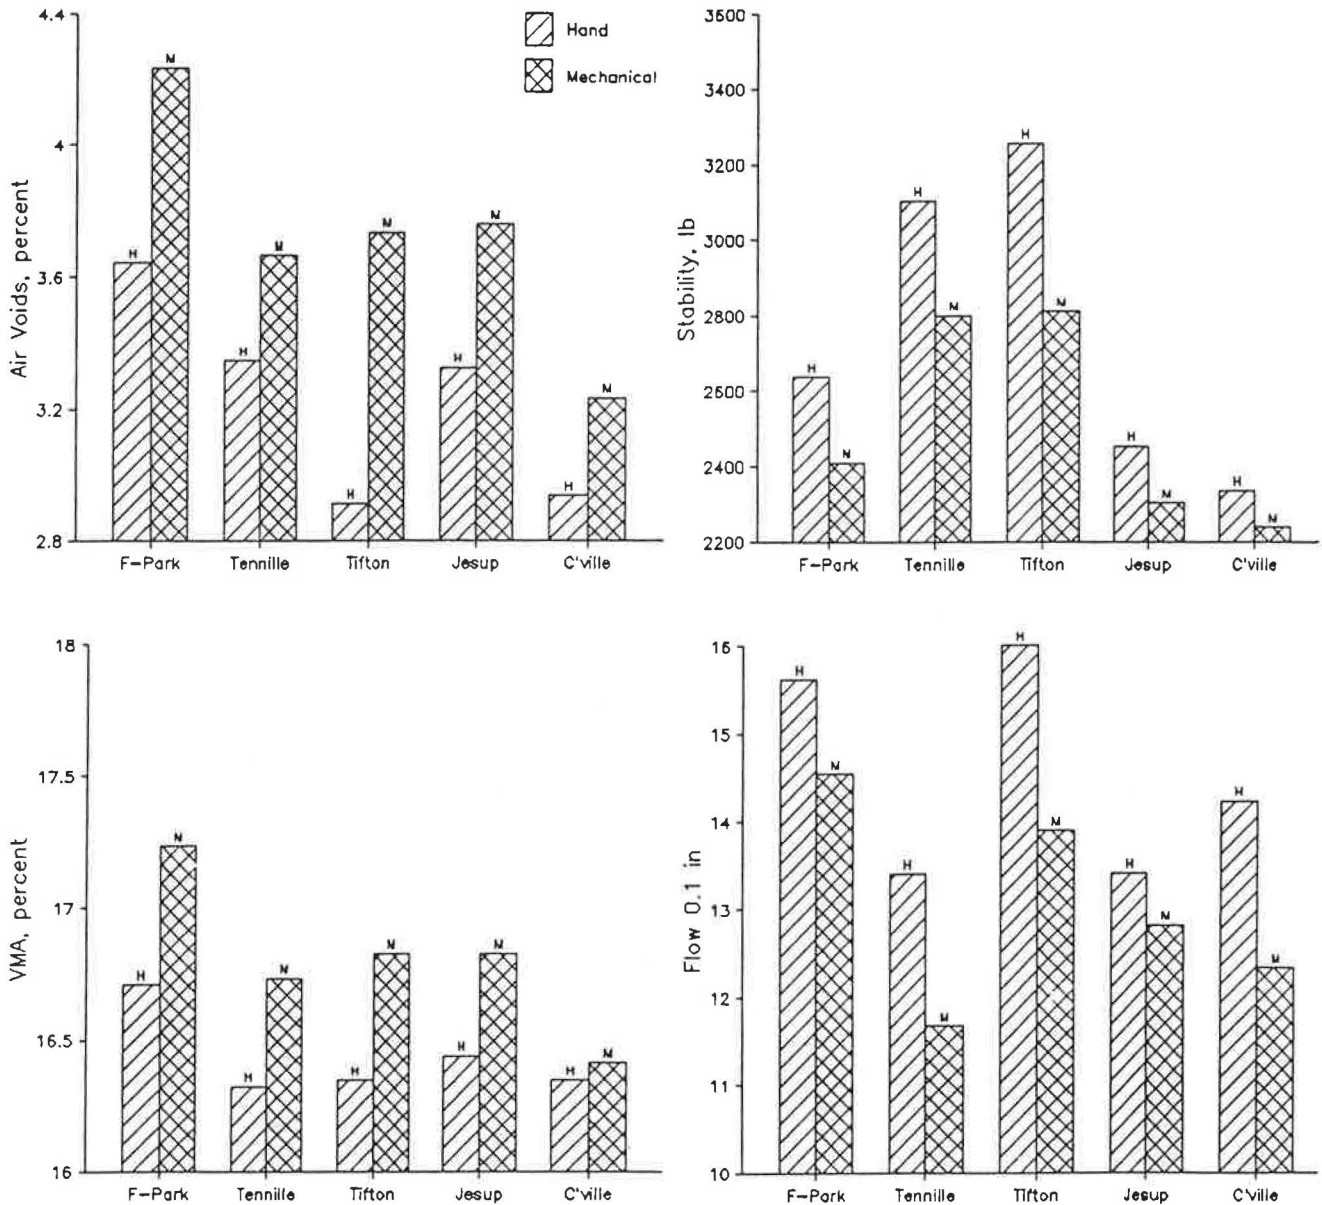 4.4
4
3.6
3.2
2.8
Air Voids, percent
Hand
Mechanical
H
M
H
M
H
M
H
M
H
M
F-Park Tennille Tifton Jesup C'ville
3600
3400
3200
3000
2800
2600
2400
2200
Stability, lb
H
M
H
M
H
M
H
M
H
M
F-Park Tennille Tifton Jesup C'ville
18
17.5
17
16.5
16
VMA, percent
H
M
H
M
H
M
H
M
H
M
F-Park Tennille Tifton Jesup C'ville
16
15
14
13
12
11
10
Flow 0.1 in
H
M
H
M
H
M
H
M
H
M
F-Park Tennille Tifton Jesup C'ville